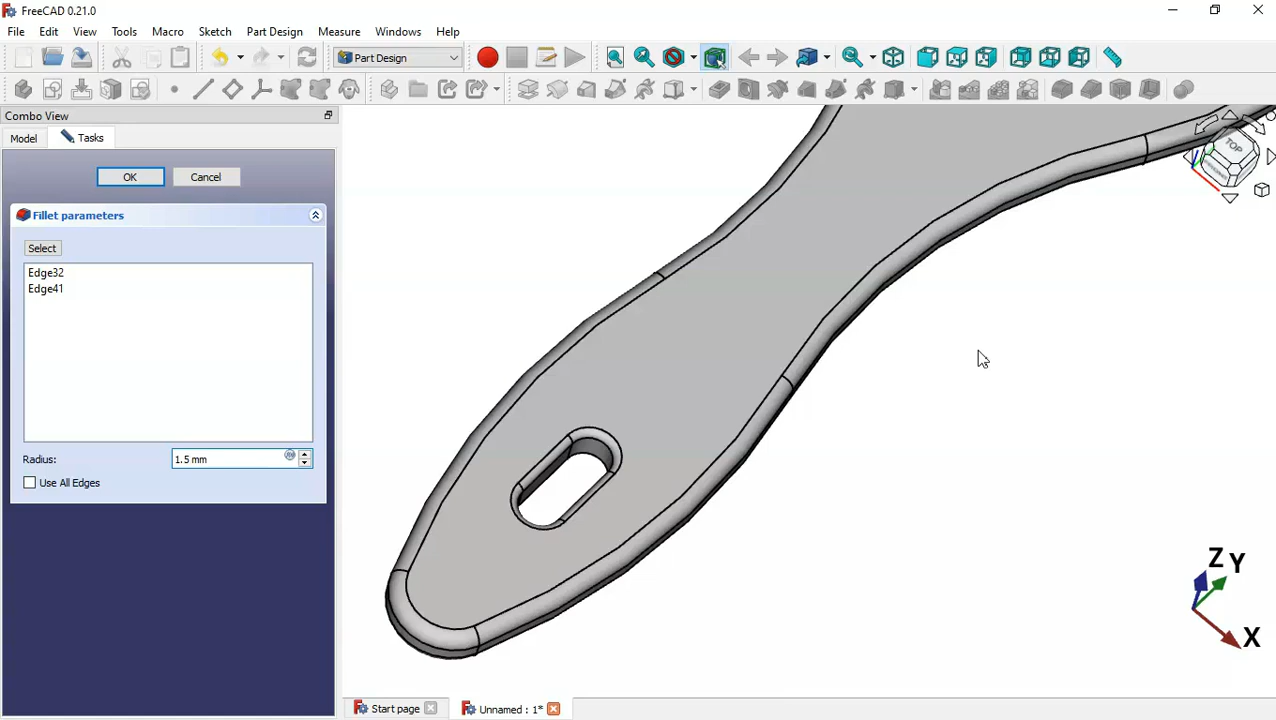 FreeCAD 0.21.0
File Edit View Tools Macro Sketch Part Design Measure Windows Help
Part Design
Combo View
Model Tasks
OK Cancel
Fillet parameters
Select
Edge32
Edge41
Radius: 1.5 mm
Use All Edges
TOP
Z Y
X
Start page Unnamed : 1*